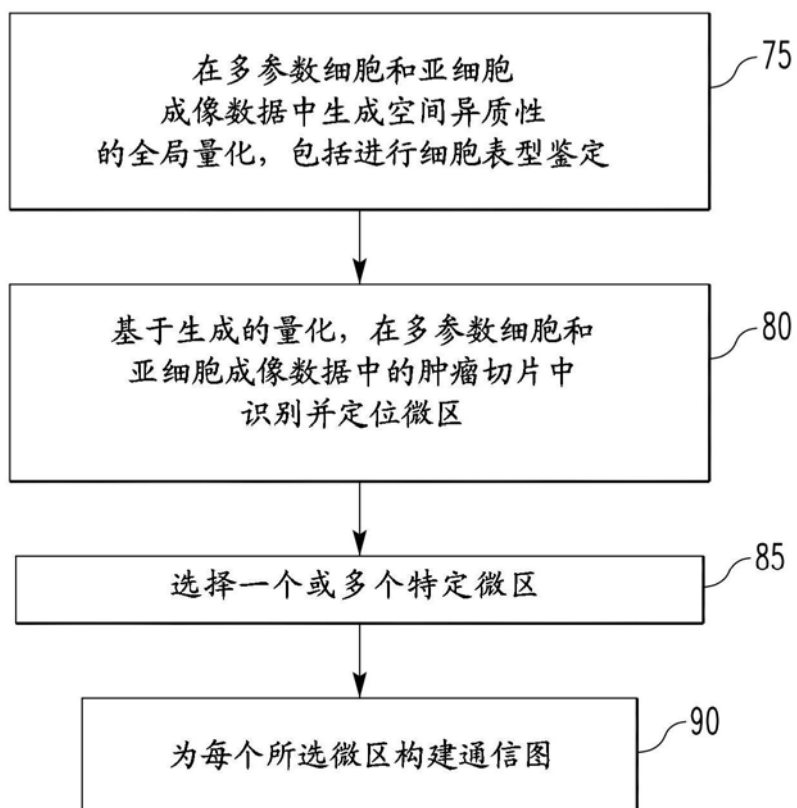 在多参数细胞和亚细胞
成像数据中生成空间异质性
的全局量化，包括进行细胞表型鉴定
75
基于生成的量化，在多参数细胞和
亚细胞成像数据中的肿瘤切片中
识别并定位微区
80
选择一个或多个特定微区
85
为每个所选微区构建通信图
90